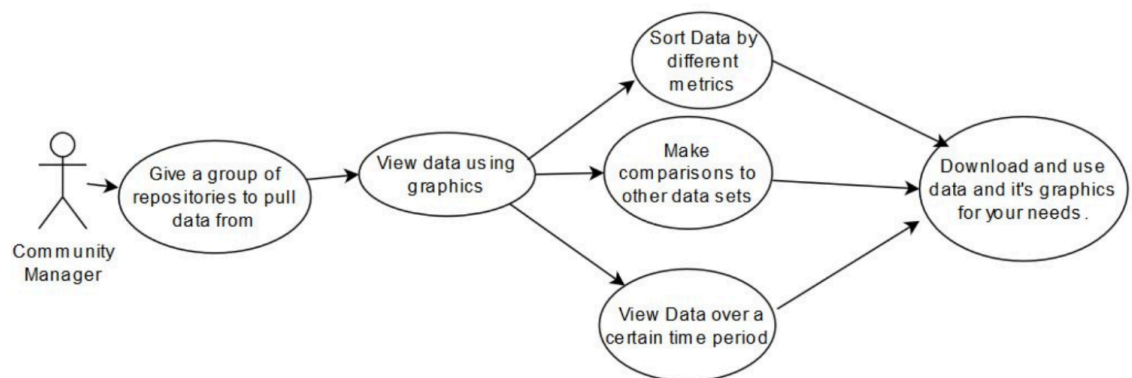 Community
Manager
Give a group of
repositories to pull
data from
View data using
graphics
Sort Data by
different
metrics
Make
comparisons to
other data sets
View Data over a
certain time period
Download and use
data and it's graphics
for your needs.